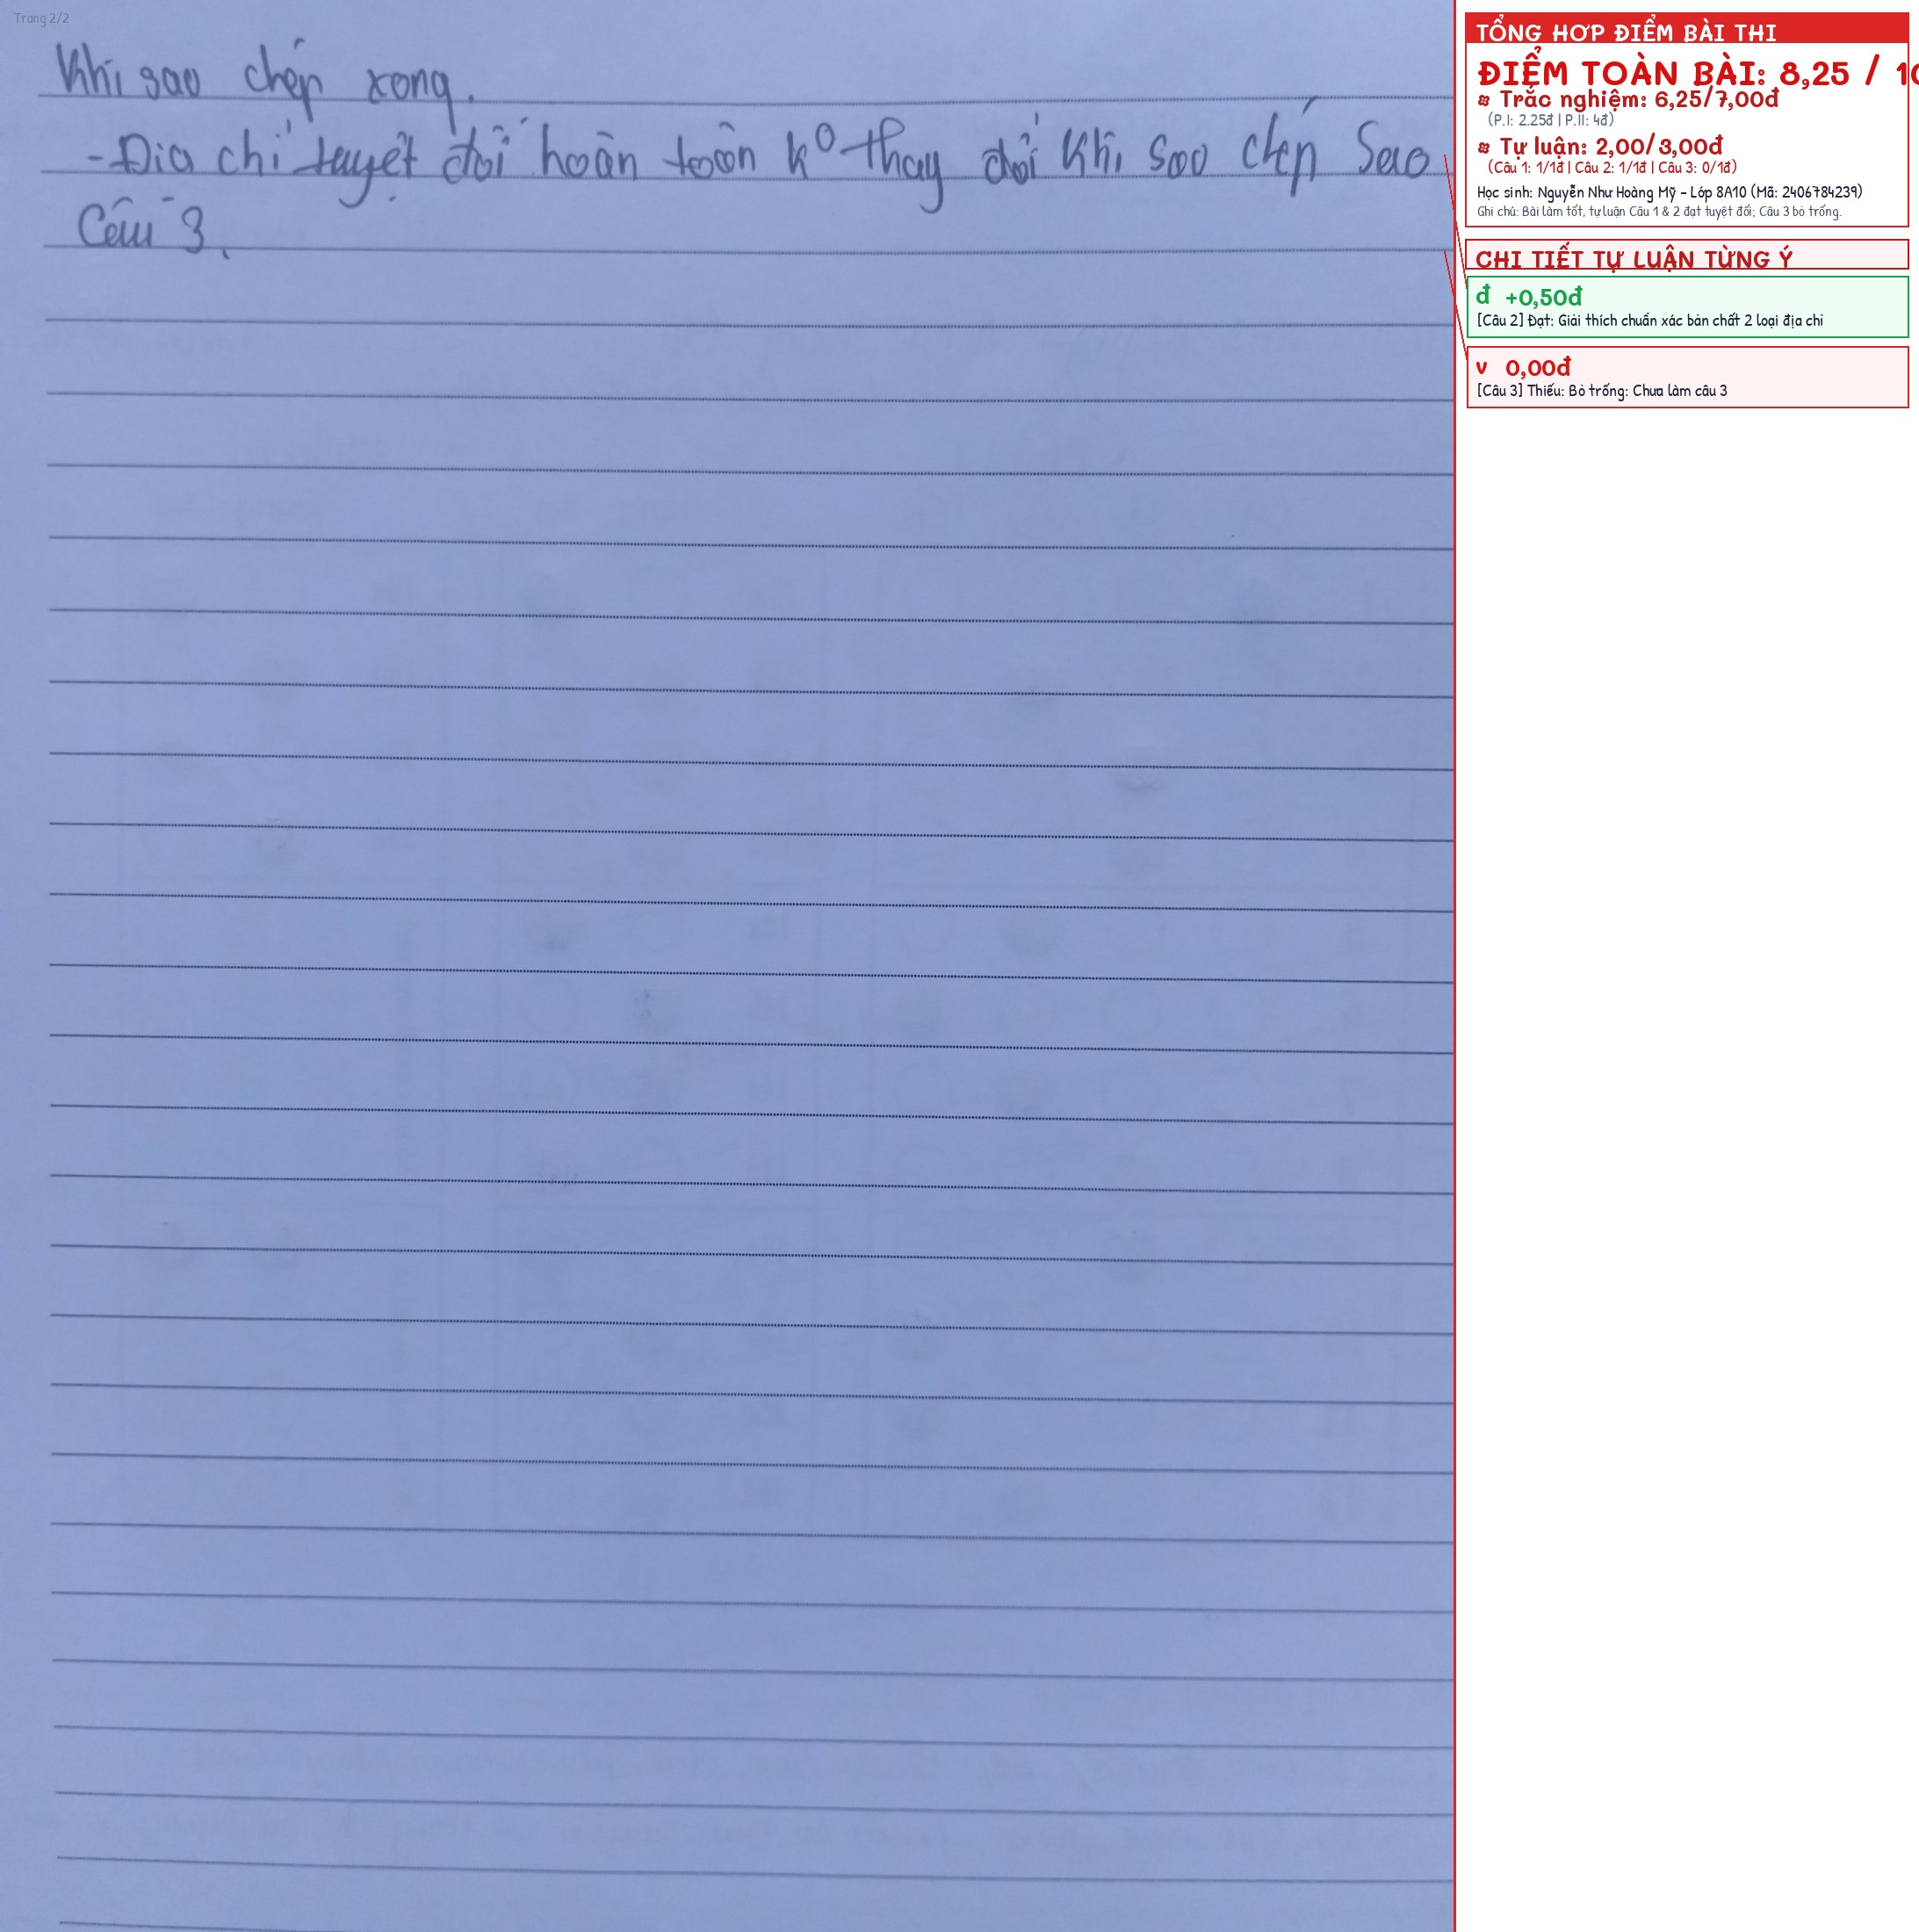 Trang 2/2
Khi sao chép xong.
-Địa chỉ tuyệt đối hoàn toàn k° thay đổi khi sao chép Sao
Câu 3.
TỔNG HỢP ĐIỂM BÀI THI
ĐIỂM TOÀN BÀI: 8,25 / 10
Trắc nghiệm: 6,25/7,00đ
(P.I: 2.25đ | P.II: 4đ)
Tự luận: 2,00/3,00đ
(Câu 1: 1/1đ | Câu 2: 1/1đ | Câu 3: 0/1đ)
Học sinh: Nguyễn Như Hoàng Mỹ - Lớp 8A10 (Mã: 2406784239)
Ghi chú: Bài làm tốt, tự luận Câu 1 & 2 đạt tuyệt đối; Câu 3 bỏ trống.
CHI TIẾT TỰ LUẬN TỪNG Ý
đ +0,50đ
[Câu 2] Đạt: Giải thích chuẩn xác bản chất 2 loại địa chỉ
v 0,00đ
[Câu 3] Thiếu: Bỏ trống: Chưa làm câu 3